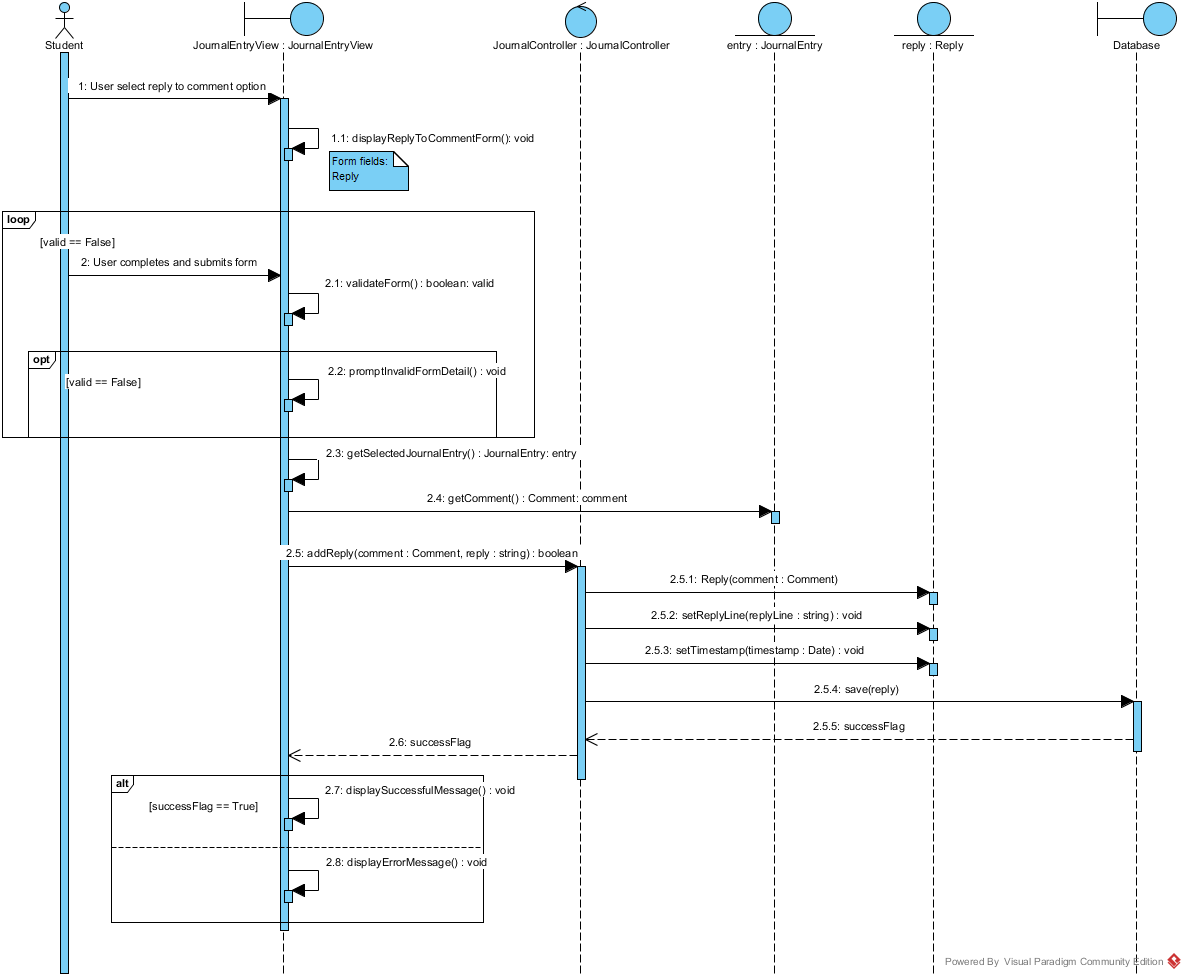 Student
JournalEntryView : JournalEntryView
JournalController : JournalController
entry : JournalEntry
reply : Reply
Database
1: User select reply to comment option
1.1: displayReplyToCommentForm(): void
Form fields:
Reply
loop
[valid == False]
2: User completes and submits form
2.1: validateForm() : boolean: valid
opt
2.2: promptInvalidFormDetail() : void
[valid == False]
2.3: getSelectedJournalEntry() : JournalEntry: entry
2.4: getComment() : Comment: comment
2.5: addReply(comment : Comment, reply : string) : boolean
2.5.1: Reply(comment : Comment)
2.5.2: setReplyLine(replyLine : string) : void
2.5.3: setTimestamp(timestamp : Date) : void
2.5.4: save(reply)
2.5.5: successFlag
2.6: successFlag
alt
2.7: displaySuccessfulMessage() : void
[successFlag == True]
2.8: displayErrorMessage() : void
Powered By Visual Paradigm Community Edition